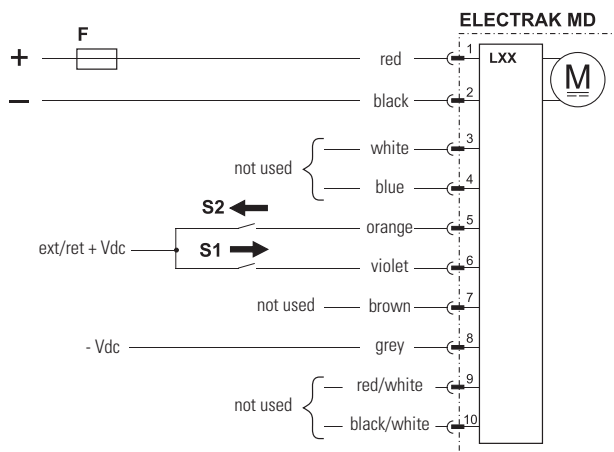 ELECTRAK MD
F
+ red 1 LXX M
− black 2
white 3
not used
blue 4
S2
orange 5
ext/ret + Vdc S1
violet 6
not used brown 7
- Vdc grey 8
red/white 9
not used
black/white 10